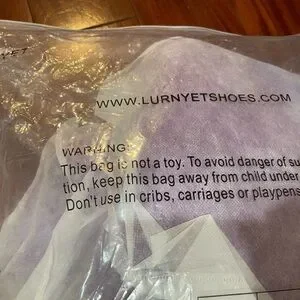 YET
WWW.LURNYETSHOES.COM
WARNING:
This bag is not a toy. To avoid danger of su
tion, keep this bag away from child under
Don't use in cribs, carriages or playpens